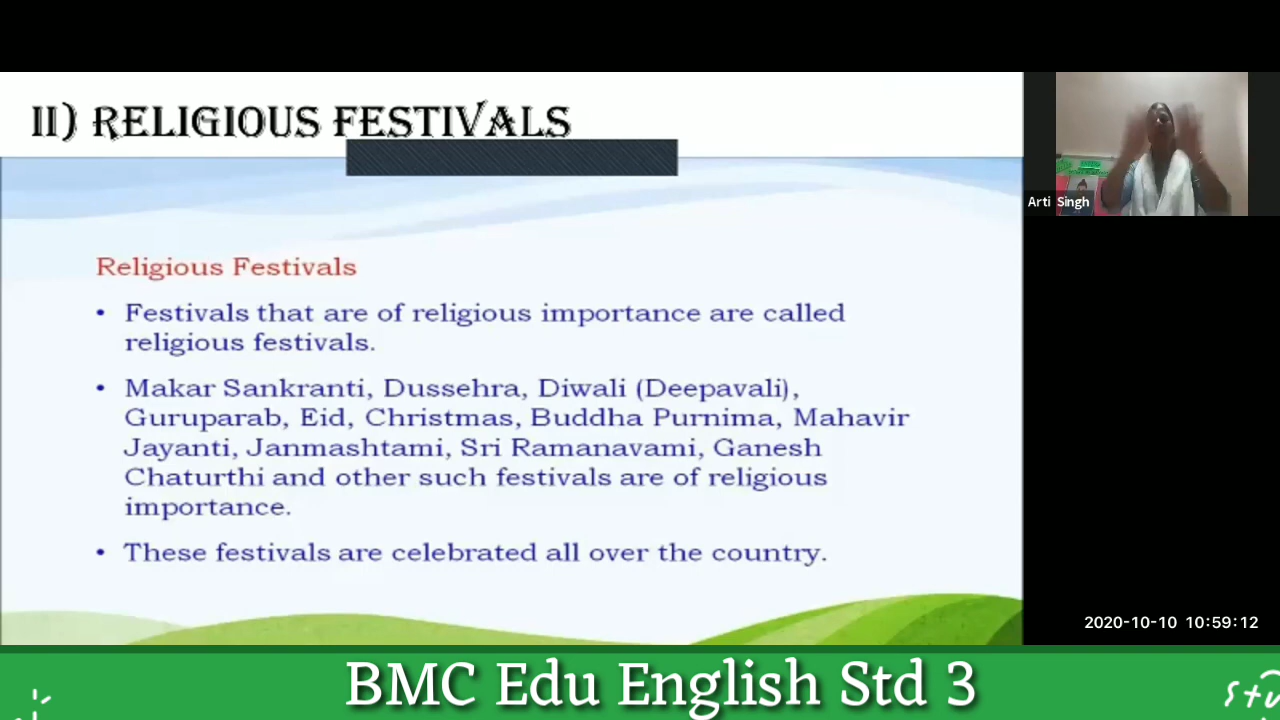 II) RELIGIOUS FESTIVALS
Religious Festivals
• Festivals that are of religious importance are called
religious festivals.
• Makar Sankranti, Dussehra, Diwali (Deepavali),
Guruparab, Eid, Christmas, Buddha Purnima, Mahavir
Jayanti, Janmashtami, Sri Ramanavami, Ganesh
Chaturthi and other such festivals are of religious
importance.
• These festivals are celebrated all over the country.
Arti Singh
2020-10-10 10:59:12
BMC Edu English Std 3